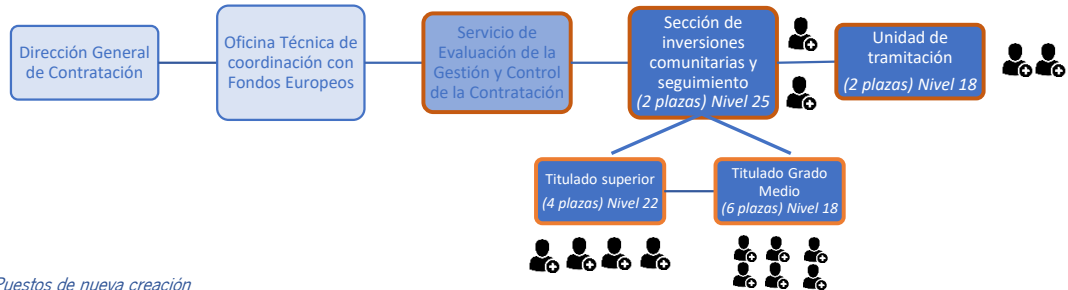 Dirección General
de Contratación
Oficina Técnica de
coordinación con
Fondos Europeos
Servicio de
Evaluación de la
Gestión y Control
de la Contratación
Sección de
inversiones
comunitarias y
seguimiento
(2 plazas) Nivel 25
Unidad de
tramitación
(2 plazas) Nivel 18
Titulado superior
(4 plazas) Nivel 22
Titulado Grado
Medio
(6 plazas) Nivel 18
Puestos de nueva creación